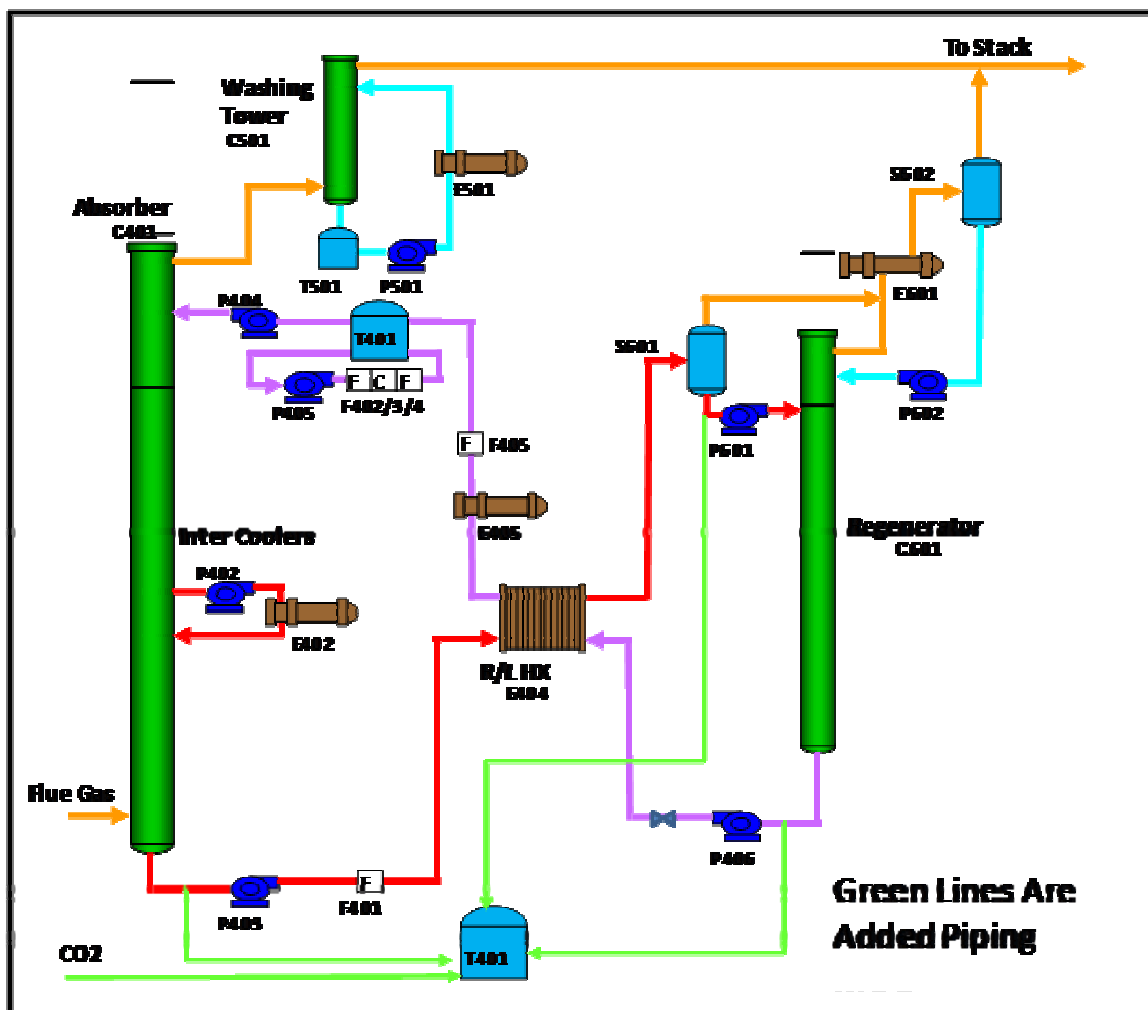 To Stack
Washing
Tower
C501
E501
S602
Absorber
C401
T501
P501
E601
P404
T401
S601
P405
F C F
F402/3/4
P602
F
F405
P601
E405
Regenerator
C601
Inter Coolers
P402
E402
R/L HX
E404
Flue Gas
P406
F
P403
F401
Green Lines Are
Added Piping
CO2
T401